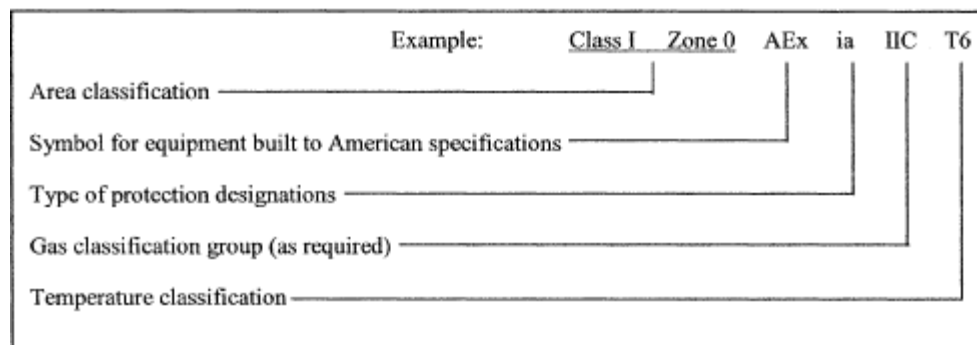 Example: Class I Zone 0 AEx ia IIC T6
Area classification
Symbol for equipment built to American specifications
Type of protection designations
Gas classification group (as required)
Temperature classification